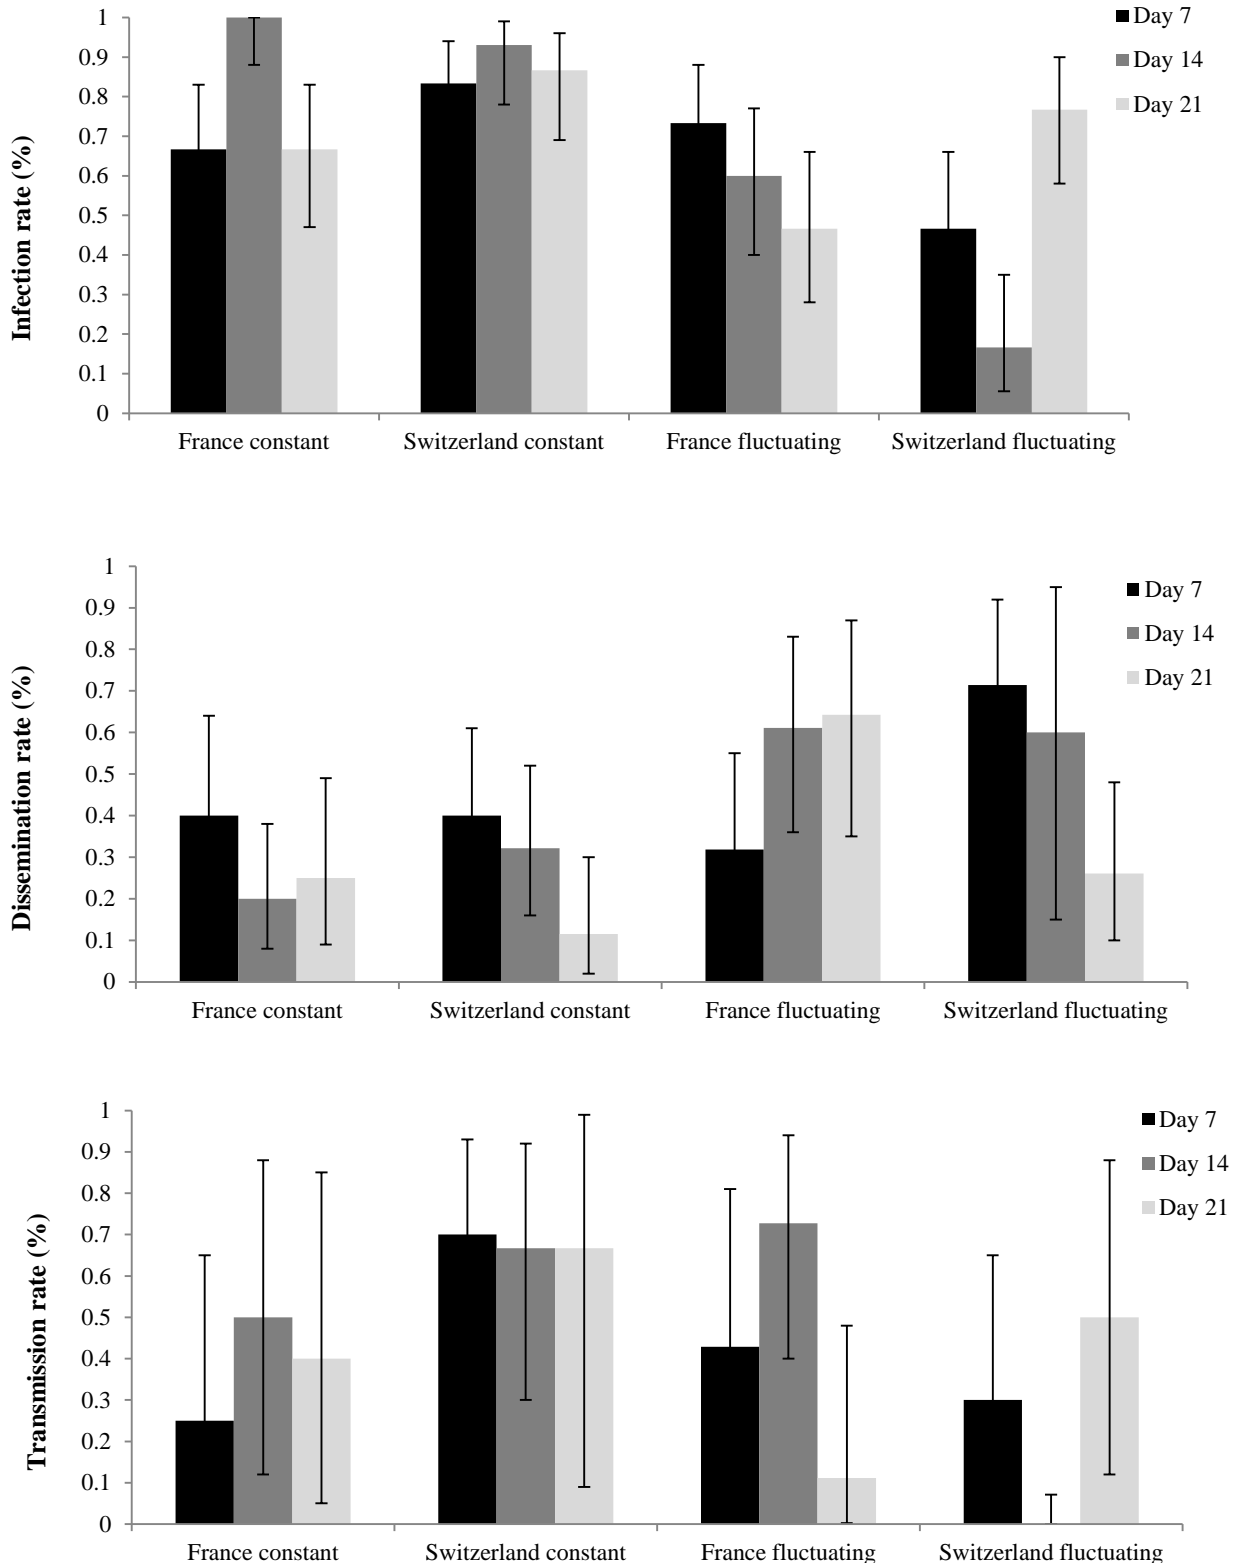 Infection rate (%)
1
0.9
0.8
0.7
0.6
0.5
0.4
0.3
0.2
0.1
0
France constant
Switzerland constant
France fluctuating
Switzerland fluctuating
Day 7
Day 14
Day 21
Dissemination rate (%)
1
0.9
0.8
0.7
0.6
0.5
0.4
0.3
0.2
0.1
0
France constant
Switzerland constant
France fluctuating
Switzerland fluctuating
Day 7
Day 14
Day 21
Transmission rate (%)
1
0.9
0.8
0.7
0.6
0.5
0.4
0.3
0.2
0.1
0
France constant
Switzerland constant
France fluctuating
Switzerland fluctuating
Day 7
Day 14
Day 21